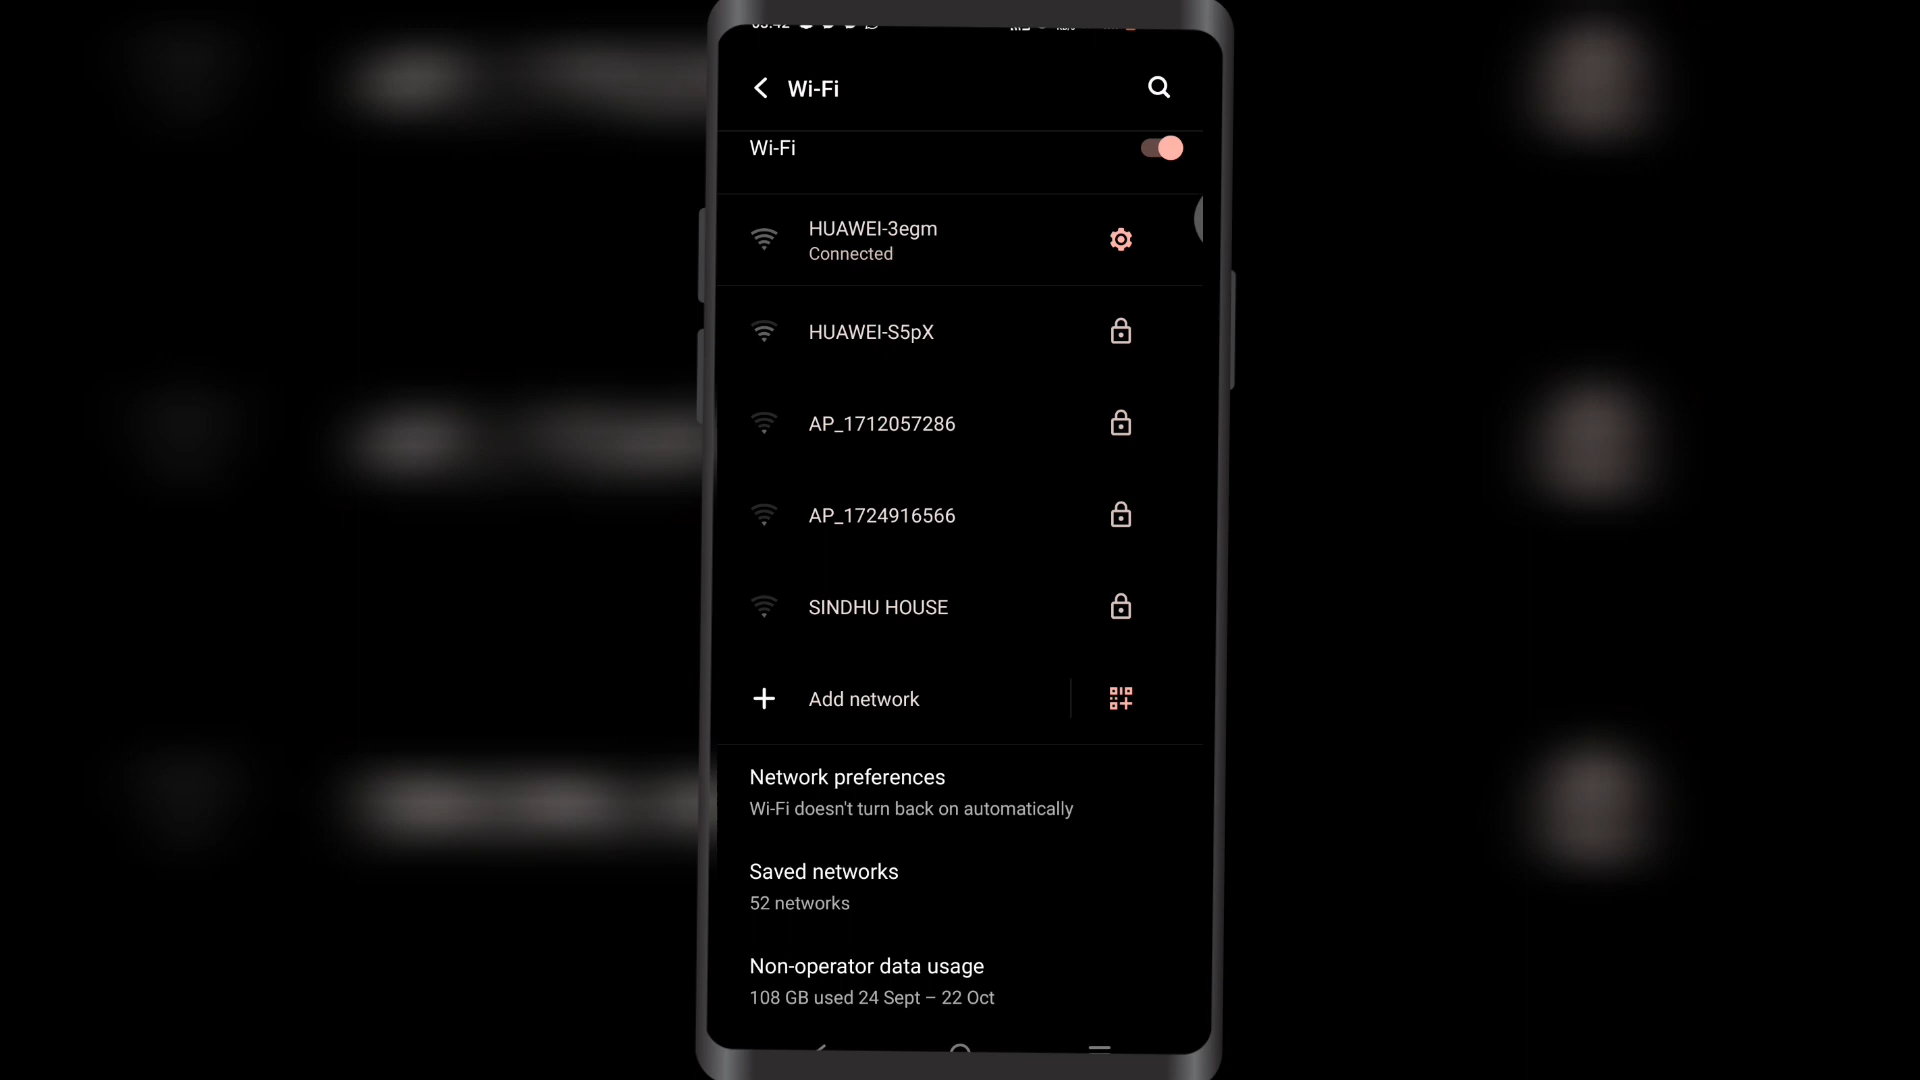 Wi-Fi
Wi-Fi
HUAWEI-3egm
Connected
HUAWEI-S5pX
AP_1712057286
AP_1724916566
SINDHU HOUSE
Add network
Network preferences
Wi-Fi doesn't turn back on automatically
Saved networks
52 networks
Non-operator data usage
108 GB used 24 Sept – 22 Oct